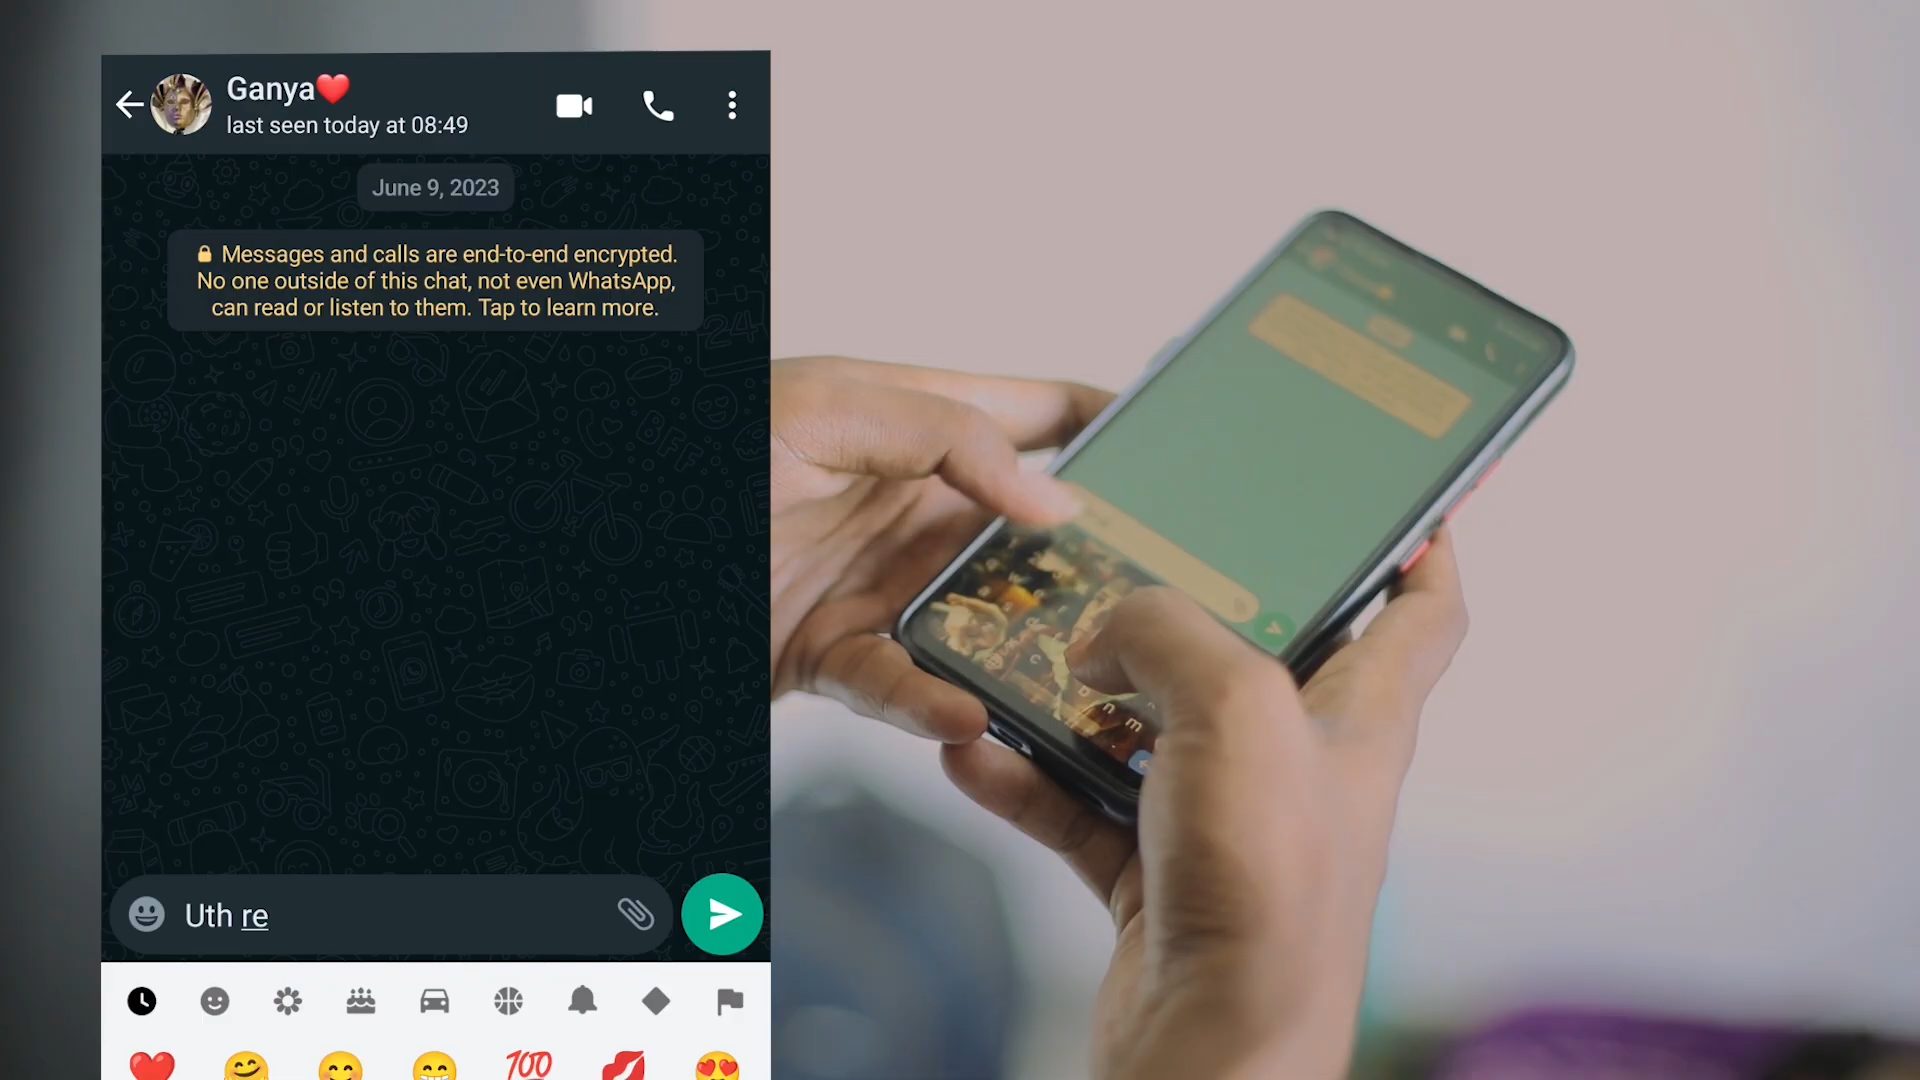 Ganya❤️
last seen today at 08:49
June 9, 2023
🔒 Messages and calls are end-to-end encrypted.
No one outside of this chat, not even WhatsApp,
can read or listen to them. Tap to learn more.
Uth re
100
c
b
n
m